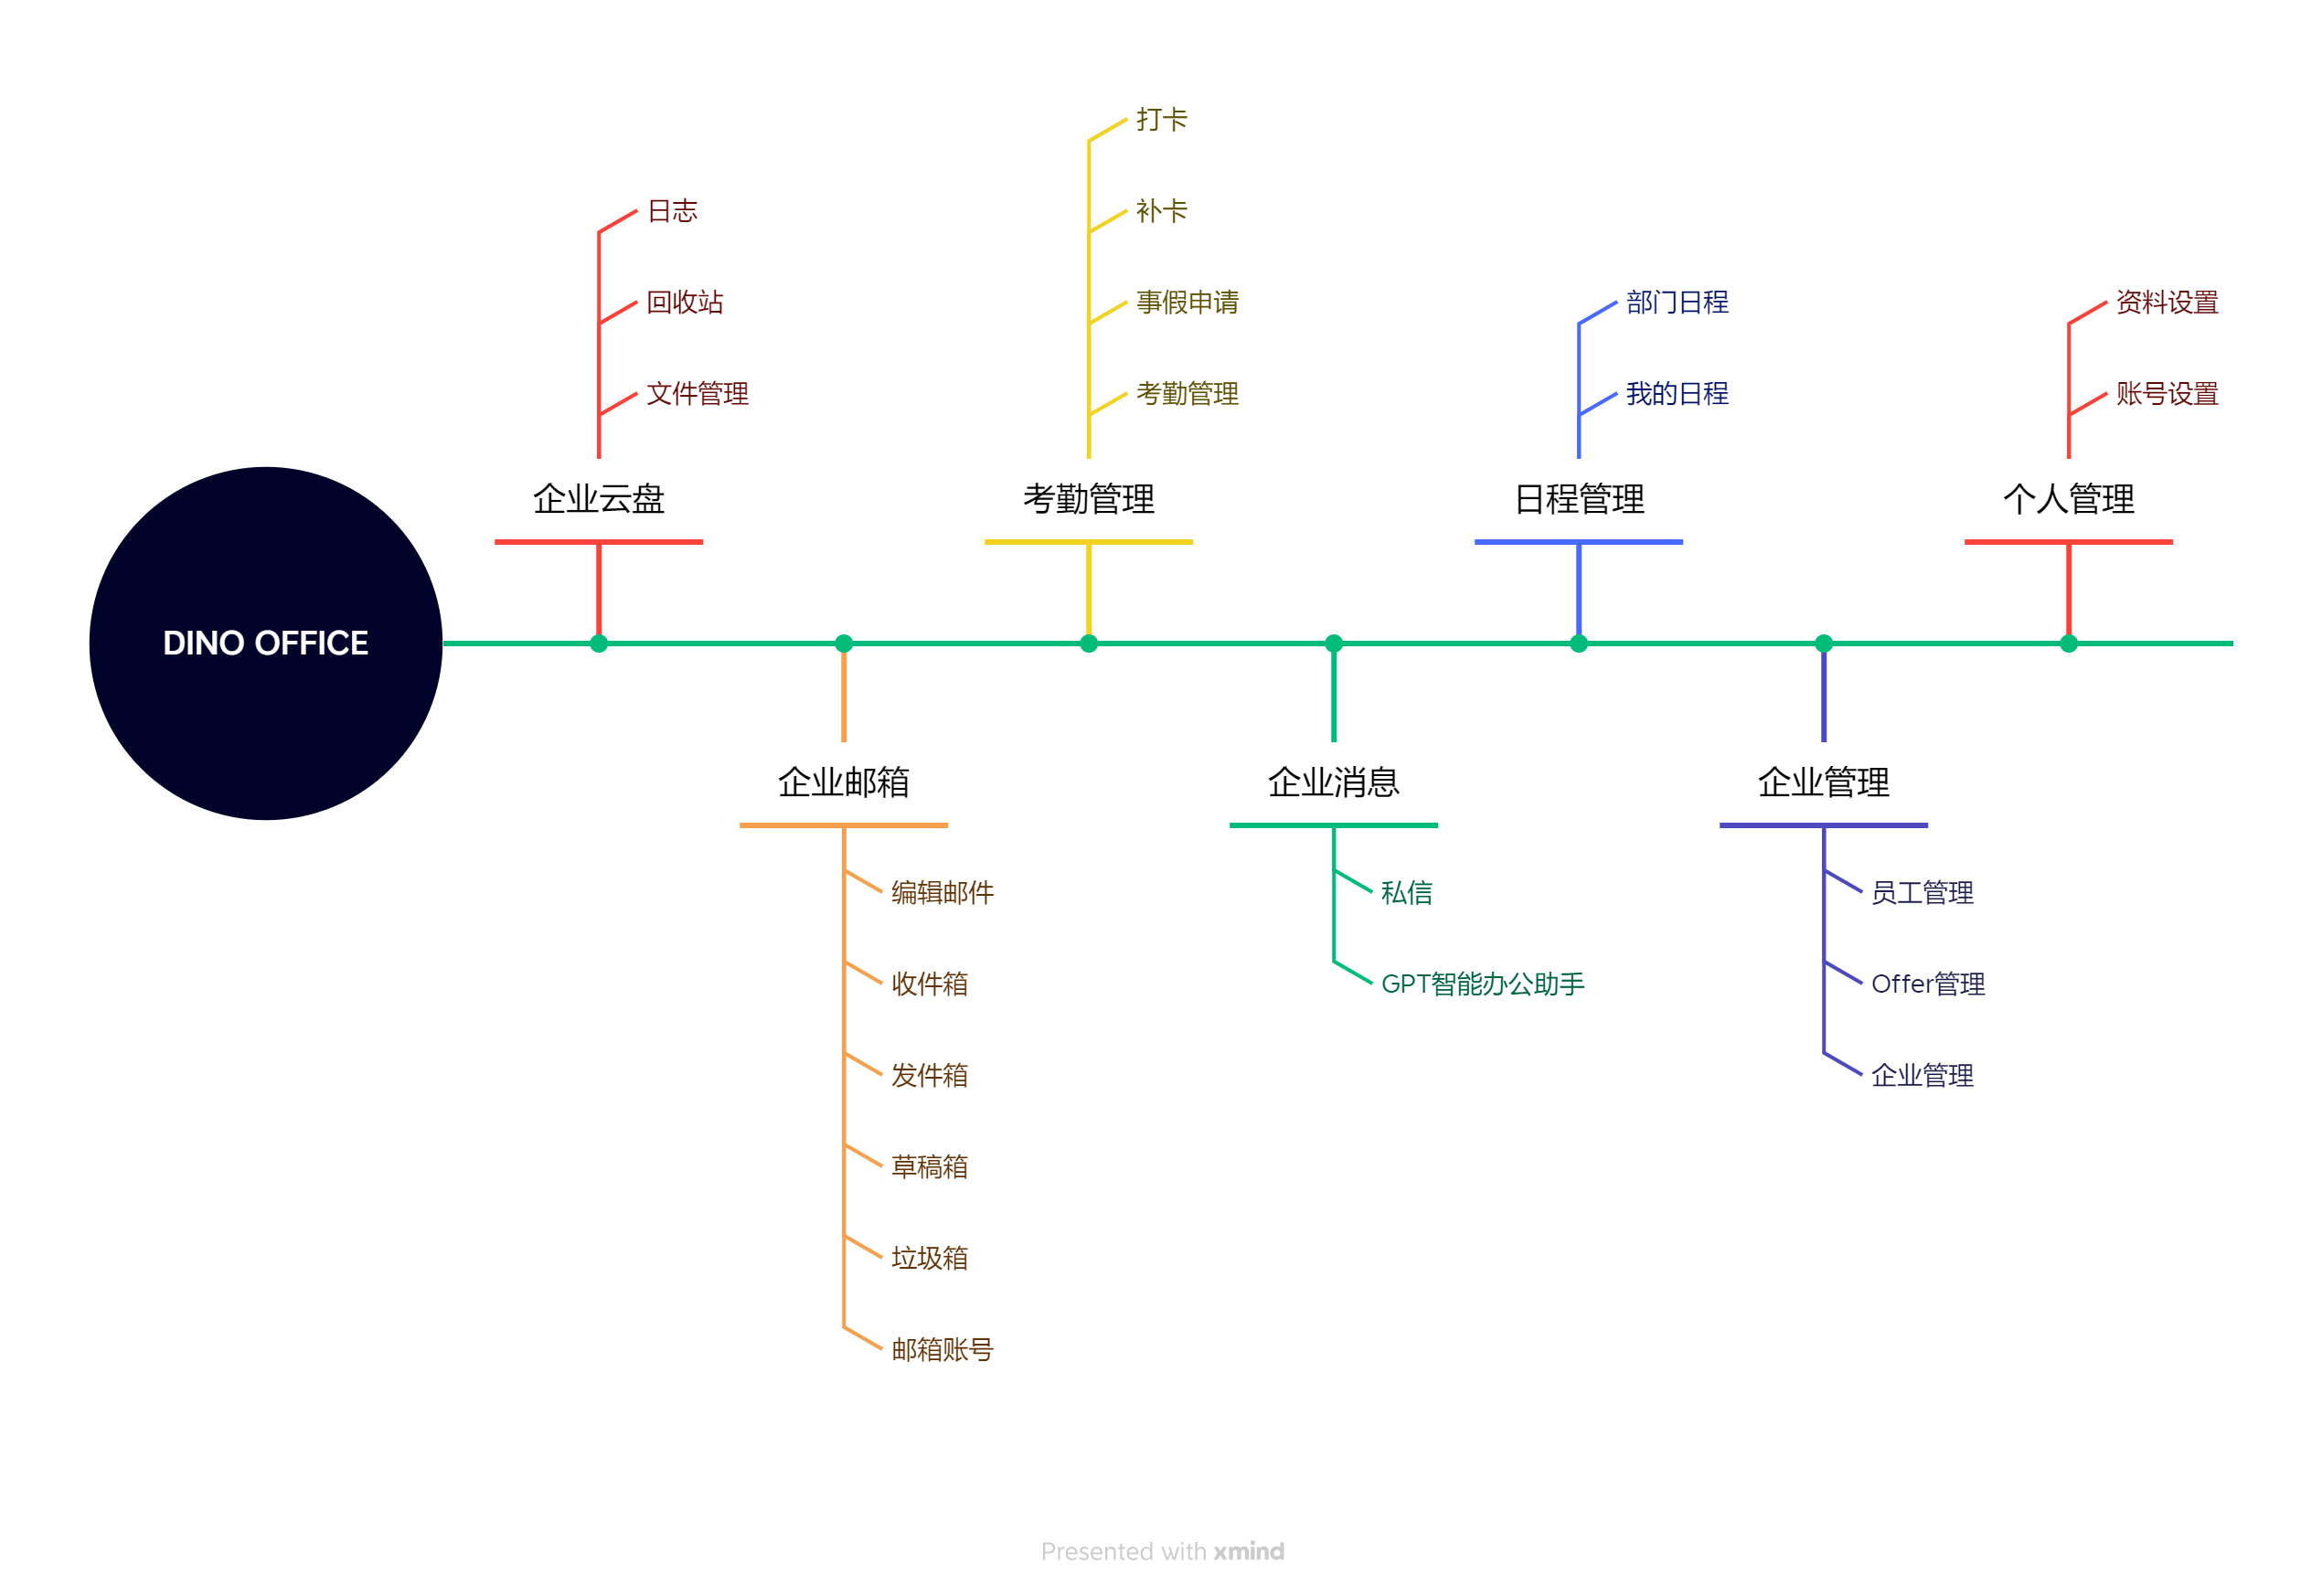 DINO OFFICE
企业云盘
日志
回收站
文件管理
企业邮箱
编辑邮件
收件箱
发件箱
草稿箱
垃圾箱
邮箱账号
考勤管理
打卡
补卡
事假申请
考勤管理
企业消息
私信
GPT智能办公助手
日程管理
部门日程
我的日程
企业管理
员工管理
Offer管理
企业管理
个人管理
资料设置
账号设置
Presented with xmind